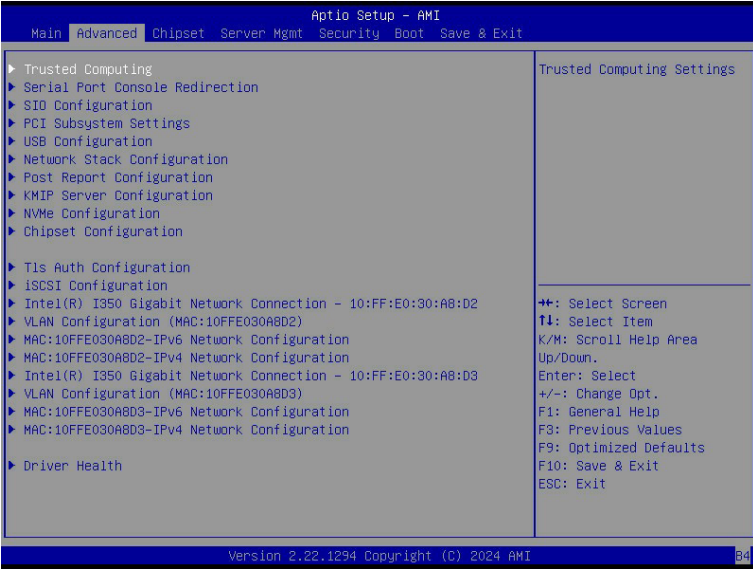 Aptio Setup – AMI
Main Advanced Chipset Server Mgmt Security Boot Save & Exit
▶ Trusted Computing
▶ Serial Port Console Redirection
▶ SIO Configuration
▶ PCI Subsystem Settings
▶ USB Configuration
▶ Network Stack Configuration
▶ Post Report Configuration
▶ KMIP Server Configuration
▶ NVMe Configuration
▶ Chipset Configuration
▶ Tls Auth Configuration
▶ iSCSI Configuration
▶ Intel(R) I350 Gigabit Network Connection – 10:FF:E0:30:A8:D2
▶ VLAN Configuration (MAC:10FFE030A8D2)
▶ MAC:10FFE030A8D2-IPv6 Network Configuration
▶ MAC:10FFE030A8D2-IPv4 Network Configuration
▶ Intel(R) I350 Gigabit Network Connection – 10:FF:E0:30:A8:D3
▶ VLAN Configuration (MAC:10FFE030A8D3)
▶ MAC:10FFE030A8D3-IPv6 Network Configuration
▶ MAC:10FFE030A8D3-IPv4 Network Configuration
▶ Driver Health
Trusted Computing Settings
→←: Select Screen
↑↓: Select Item
K/M: Scroll Help Area
Up/Down.
Enter: Select
+/-: Change Opt.
F1: General Help
F3: Previous Values
F9: Optimized Defaults
F10: Save & Exit
ESC: Exit
Version 2.22.1294 Copyright (C) 2024 AMI
B4